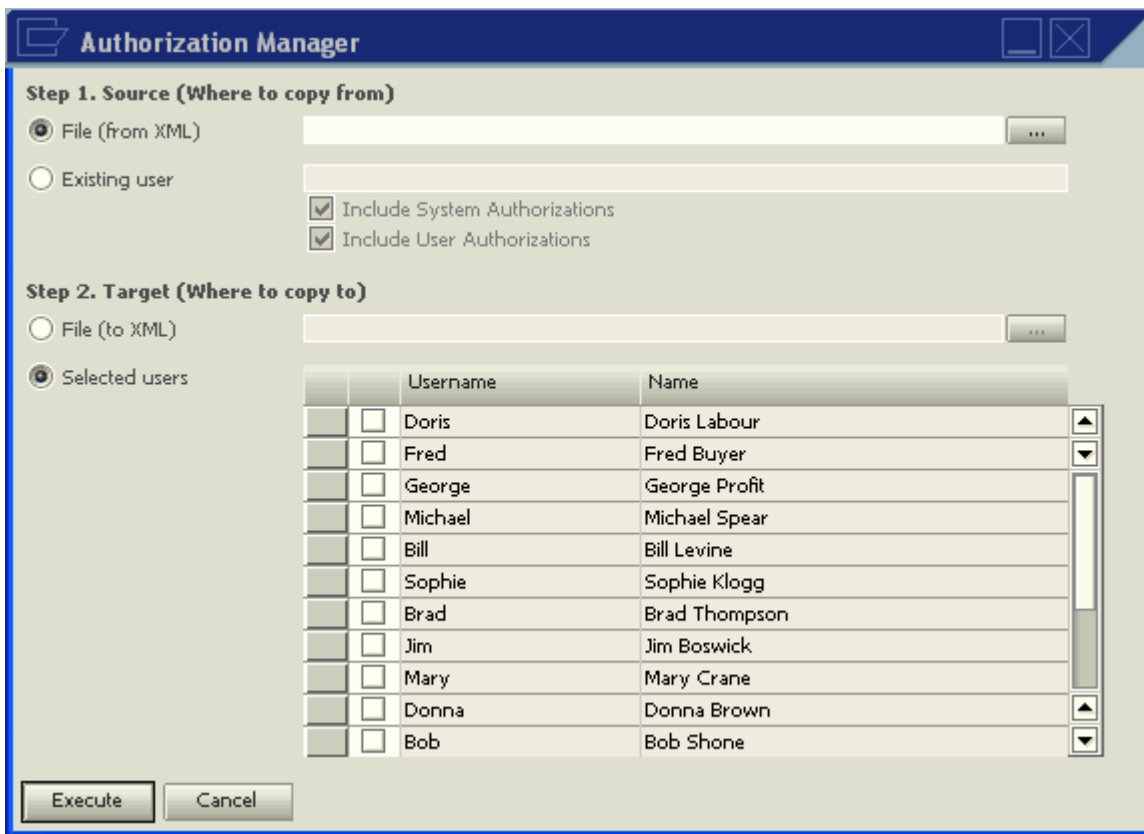 Authorization Manager
Step 1. Source (Where to copy from)
File (from XML) ...
Existing user
Include System Authorizations
Include User Authorizations
Step 2. Target (Where to copy to)
File (to XML) ...
Selected users
Username Name
Doris Doris Labour
Fred Fred Buyer
George George Profit
Michael Michael Spear
Bill Bill Levine
Sophie Sophie Klogg
Brad Brad Thompson
Jim Jim Boswick
Mary Mary Crane
Donna Donna Brown
Bob Bob Shone
Execute Cancel